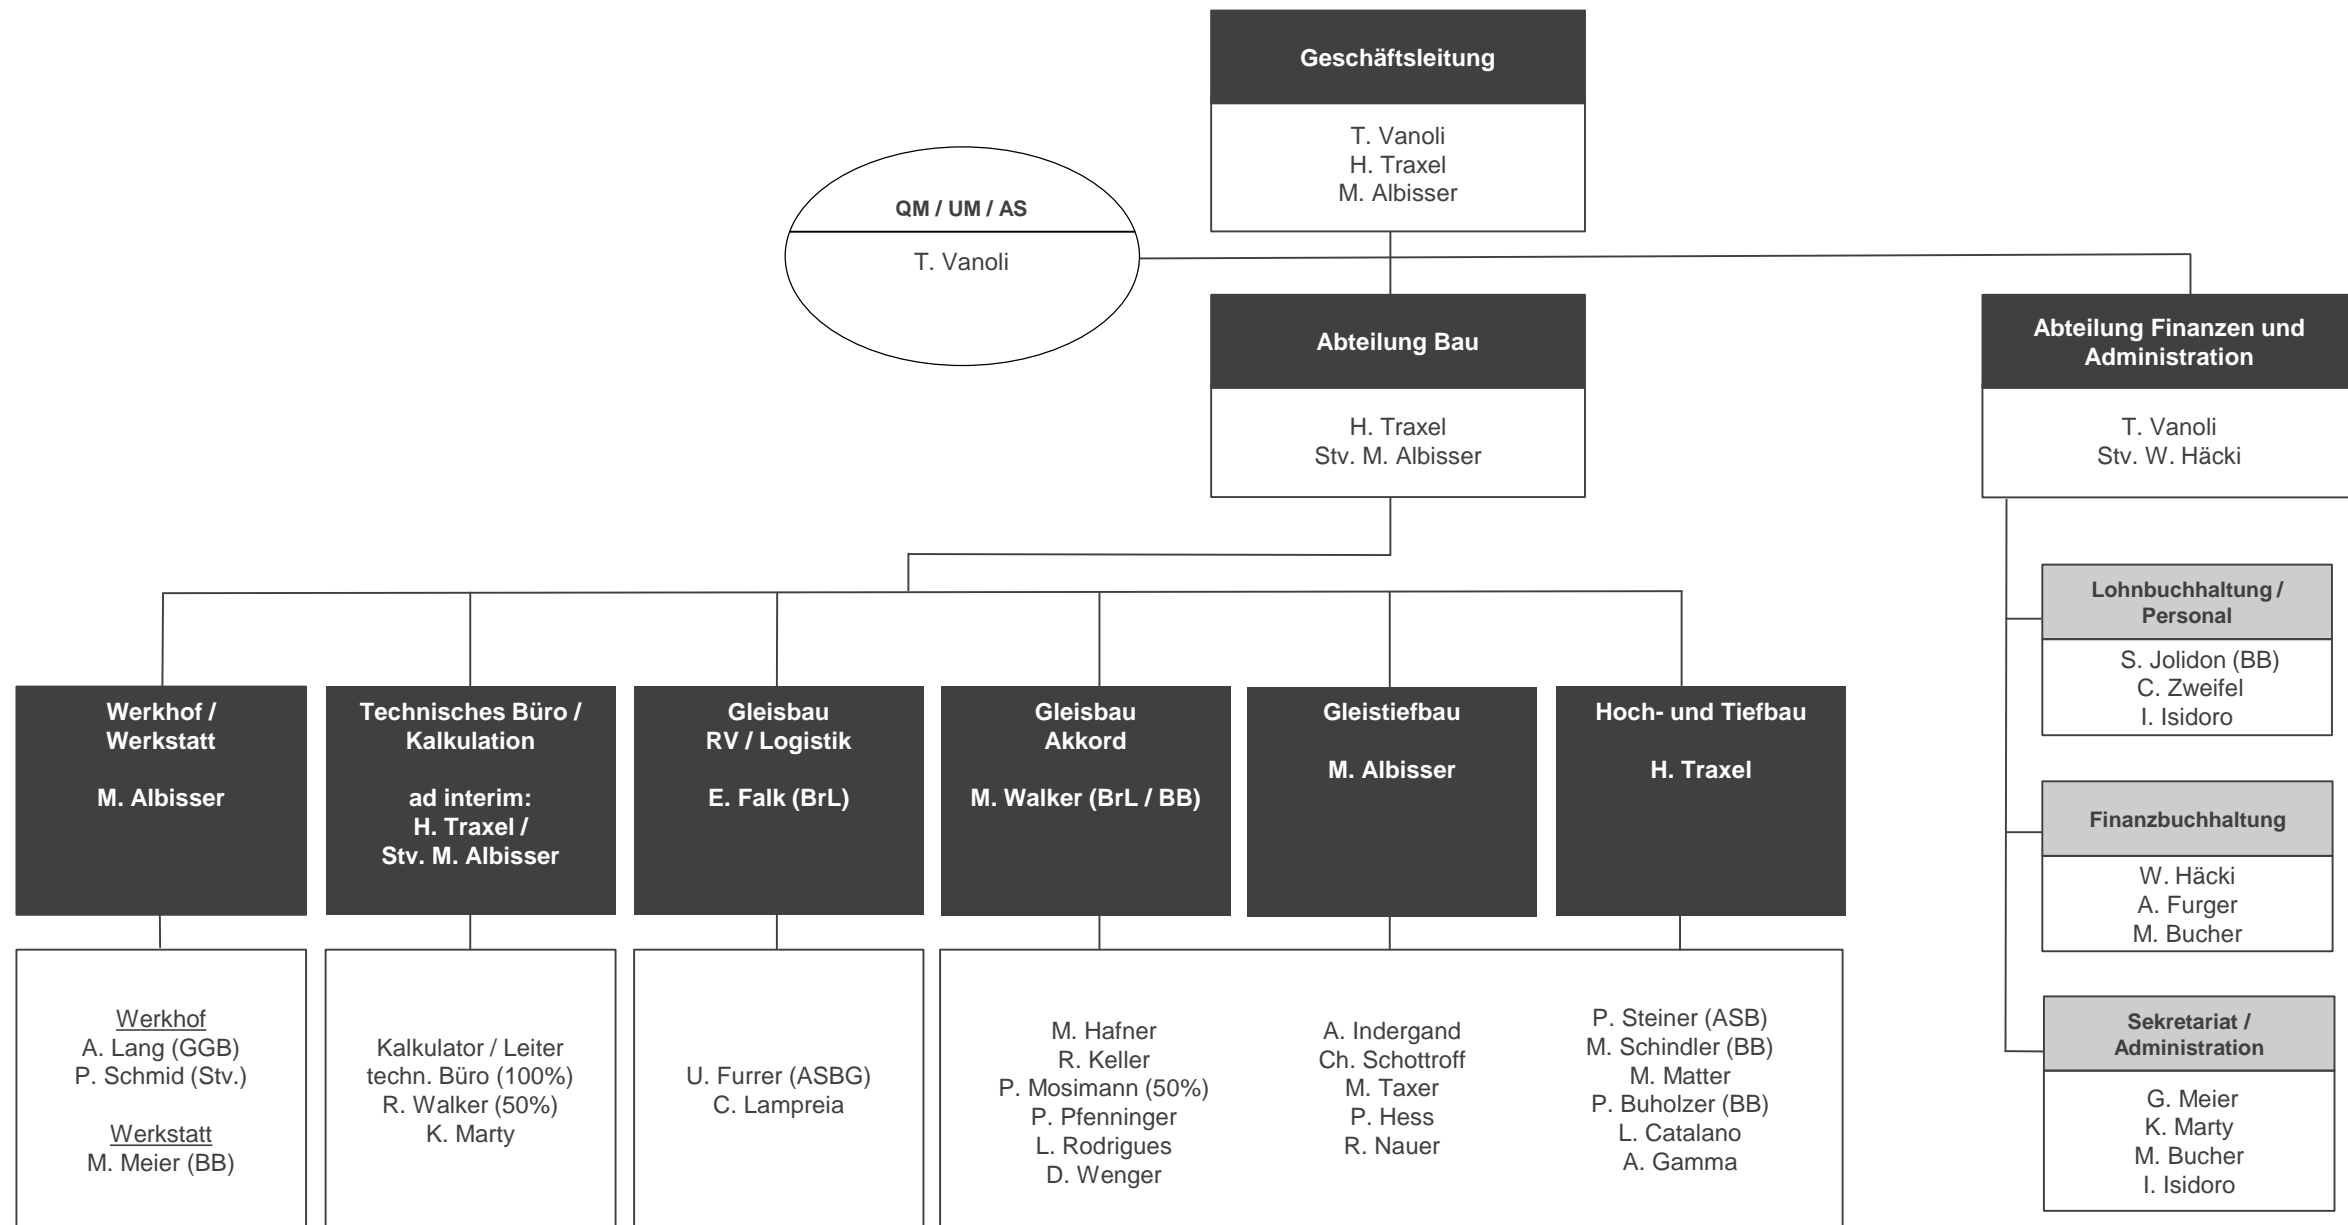 Geschäftsleitung
T. Vanoli
H. Traxel
M. Albisser
QM / UM / AS
T. Vanoli
Abteilung Bau
H. Traxel
Stv. M. Albisser
Abteilung Finanzen und
Administration
T. Vanoli
Stv. W. Häcki
Lohnbuchhaltung /
Personal
S. Jolidon (BB)
C. Zweifel
I. Isidoro
Finanzbuchhaltung
W. Häcki
A. Furger
M. Bucher
Sekretariat /
Administration
G. Meier
K. Marty
M. Bucher
I. Isidoro
Werkhof /
Werkstatt
M. Albisser
Werkhof
A. Lang (GGB)
P. Schmid (Stv.)
Werkstatt
M. Meier (BB)
Technisches Büro /
Kalkulation
ad interim:
H. Traxel /
Stv. M. Albisser
Kalkulator / Leiter
techn. Büro (100%)
R. Walker (50%)
K. Marty
Gleisbau
RV / Logistik
E. Falk (BrL)
U. Furrer (ASBG)
C. Lampreia
Gleisbau
Akkord
M. Walker (BrL / BB)
M. Hafner
R. Keller
P. Mosimann (50%)
P. Pfenninger
L. Rodrigues
D. Wenger
Gleistiefbau
M. Albisser
A. Indergand
Ch. Schottroff
M. Taxer
P. Hess
R. Nauer
Hoch- und Tiefbau
H. Traxel
P. Steiner (ASB)
M. Schindler (BB)
M. Matter
P. Buholzer (BB)
L. Catalano
A. Gamma